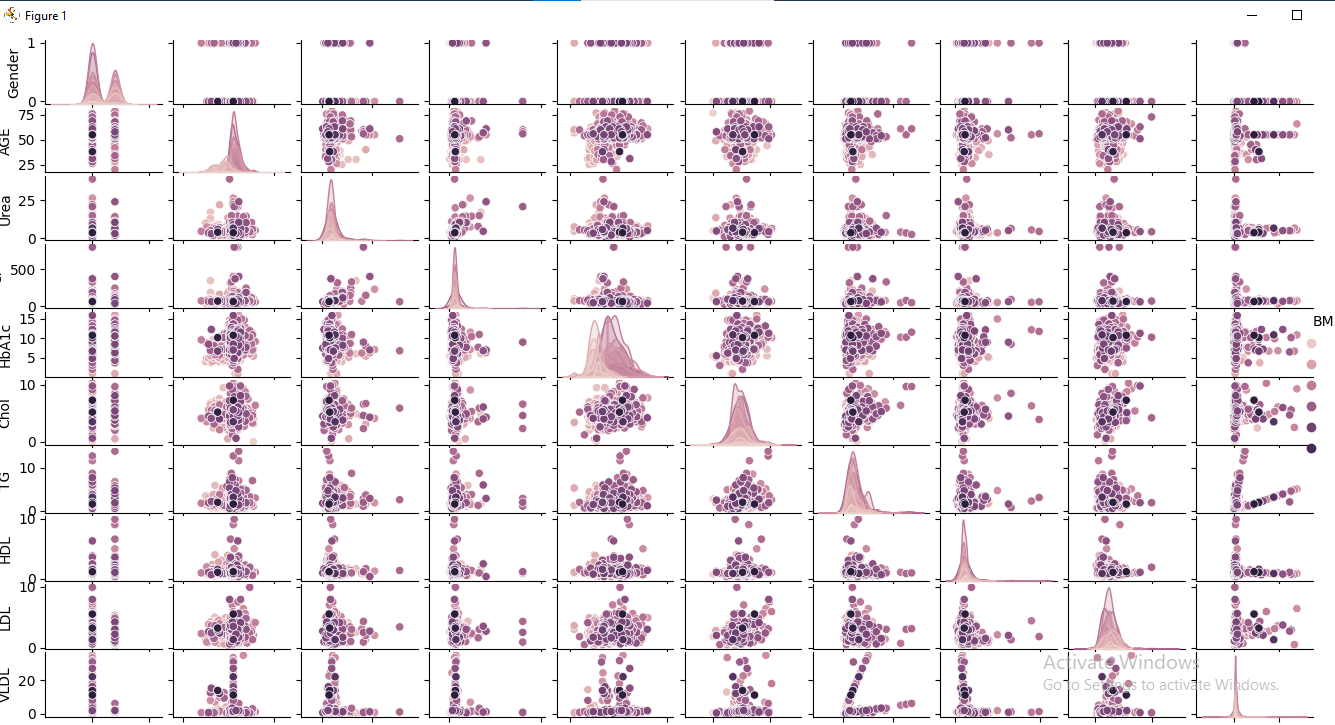 Figure 1
1
0
Gender
75
50
25
AGE
25
0
Urea
500
0
15
10
5
HbA1c
BM
10
0
Chol
10
0
TG
10
0
HDL
10
0
LDL
20
0
VLDL
Activate Windows
Go to Settings to activate Windows.